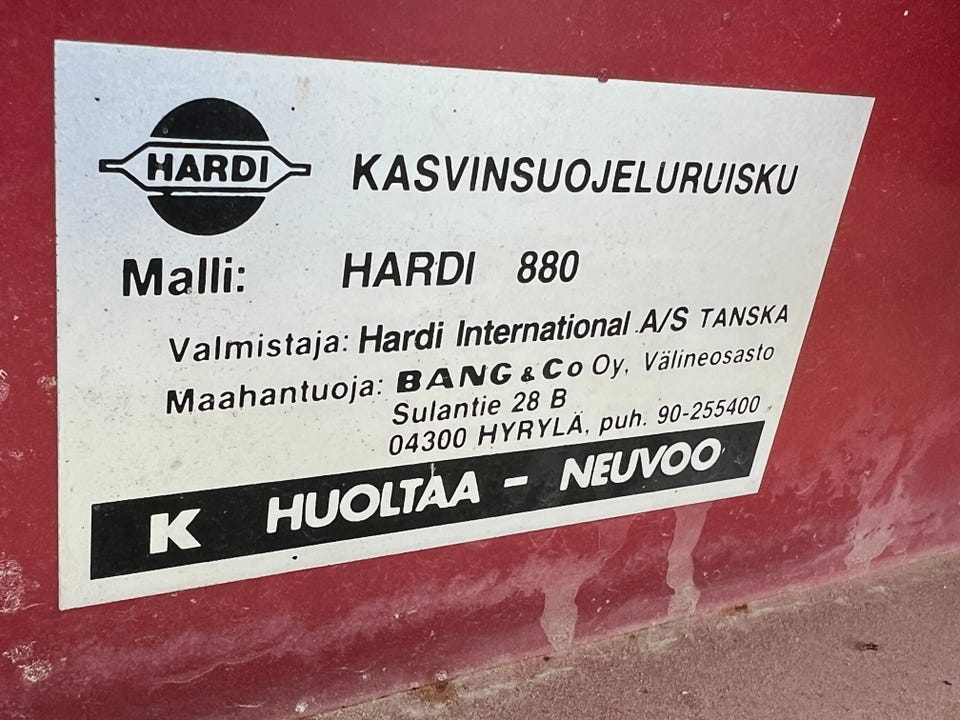 HARDI KASVINSUOJELURUISKU
Malli: HARDI 880
Valmistaja: Hardi International A/S TANSKA
Maahantuoja: BANG & Co Oy, Välineosasto
Sulantie 28 B
04300 HYRYLÄ, puh. 90-255400
K HUOLTAA - NEUVOO